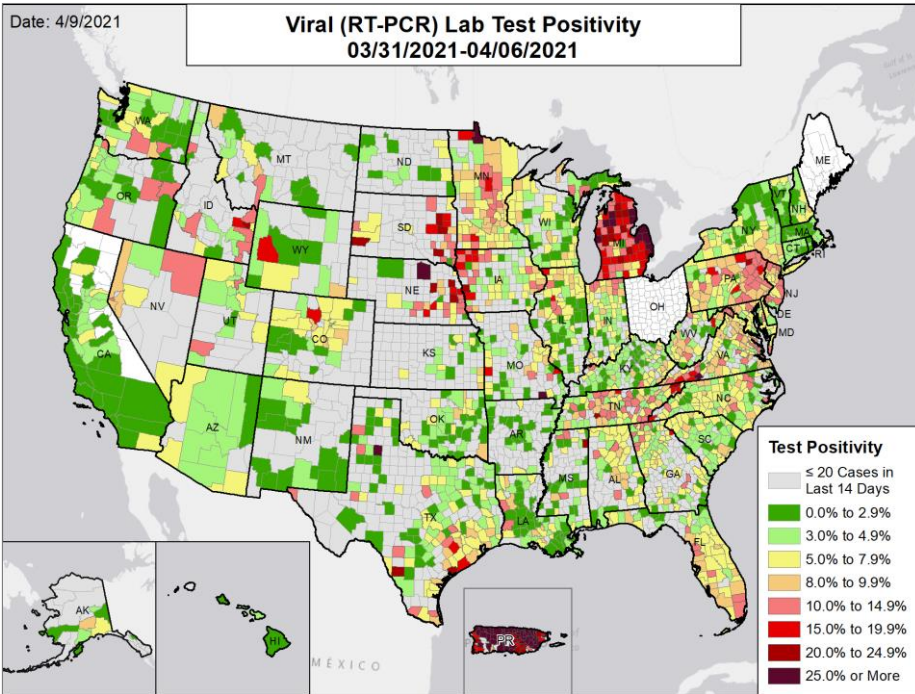 Date: 4/9/2021
Viral (RT-PCR) Lab Test Positivity
03/31/2021-04/06/2021
WA
MT
ND
MN
ME
OR
ID
SD
WI
VT
NH
NY
MA
CT
RI
WY
MI
IA
PA
NJ
NE
NV
UT
CO
IL
IN
OH
DE
MD
WV
VA
CA
KS
MO
KY
AZ
NM
OK
AR
TN
NC
SC
MS
AL
GA
TX
LA
FL
AK
HI
PR
MÉXICO
Test Positivity
≤ 20 Cases in
Last 14 Days
0.0% to 2.9%
3.0% to 4.9%
5.0% to 7.9%
8.0% to 9.9%
10.0% to 14.9%
15.0% to 19.9%
20.0% to 24.9%
25.0% or More